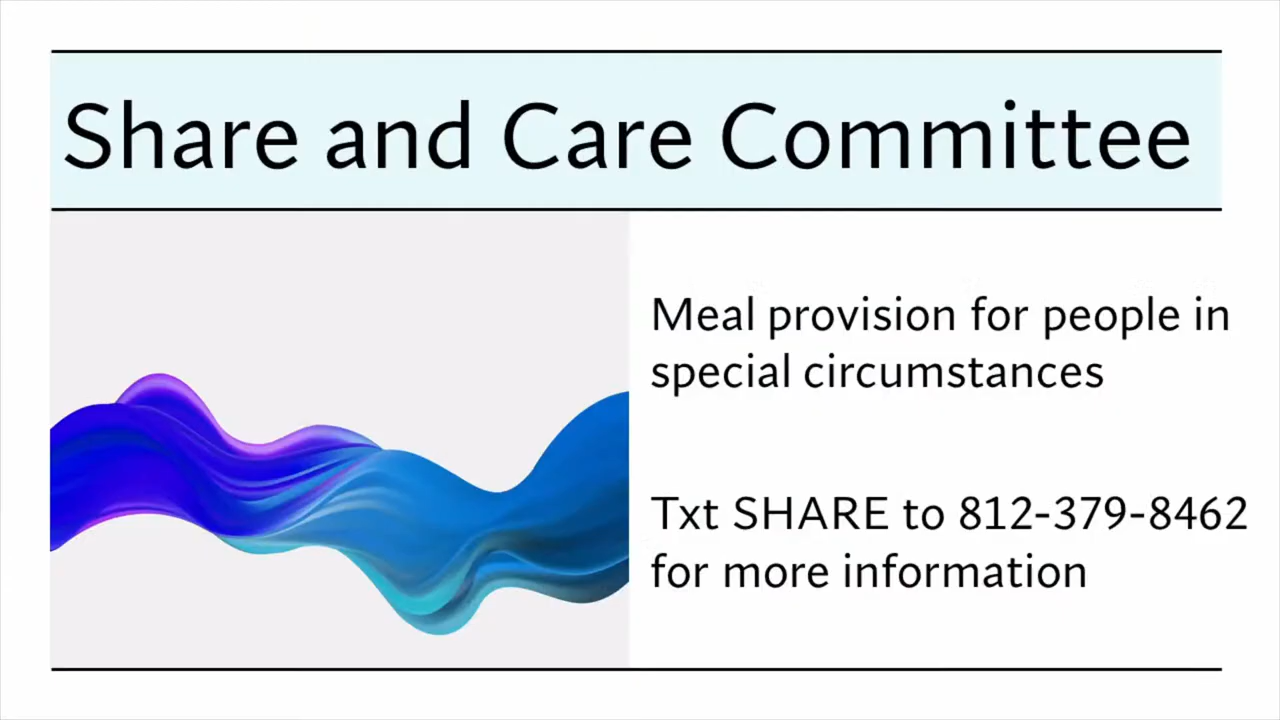 Share and Care Committee
Meal provision for people in
special circumstances
Txt SHARE to 812-379-8462
for more information